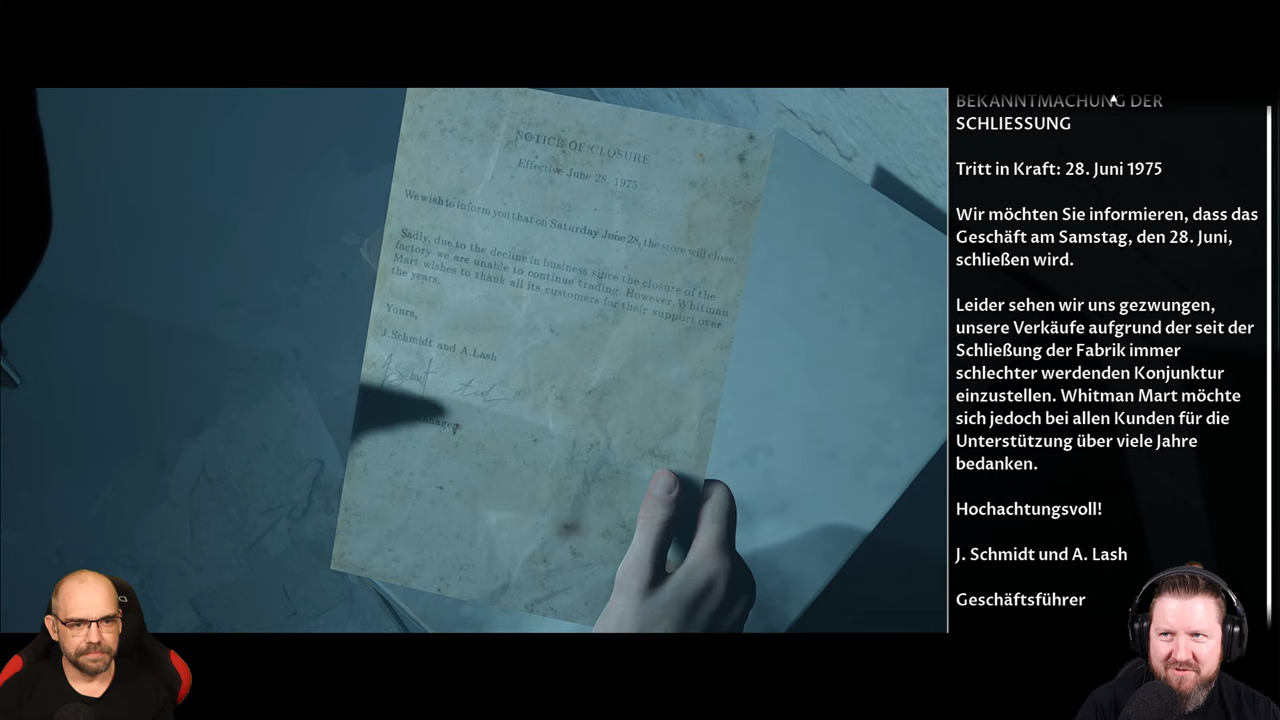 NOTICE OF CLOSURE
Effective June 28. 1975
We wish to inform you that on Saturday June 28, the store will close.
Sadly, due to the decline in business since the closure of the
factory we are unable to continue trading. However, Whitman
Mart wishes to thank all its customers for their support over
the years.
Yours,
J.Schmidt and A.Lash
BEKANNTMACHUNG DER
SCHLIESSUNG
Tritt in Kraft: 28. Juni 1975
Wir möchten Sie informieren, dass das
Geschäft am Samstag, den 28. Juni,
schließen wird.
Leider sehen wir uns gezwungen,
unsere Verkäufe aufgrund der seit der
Schließung der Fabrik immer
schlechter werdenden Konjunktur
einzustellen. Whitman Mart möchte
sich jedoch bei allen Kunden für die
Unterstützung über viele Jahre
bedanken.
Hochachtungsvoll!
J. Schmidt und A. Lash
Geschäftsführer